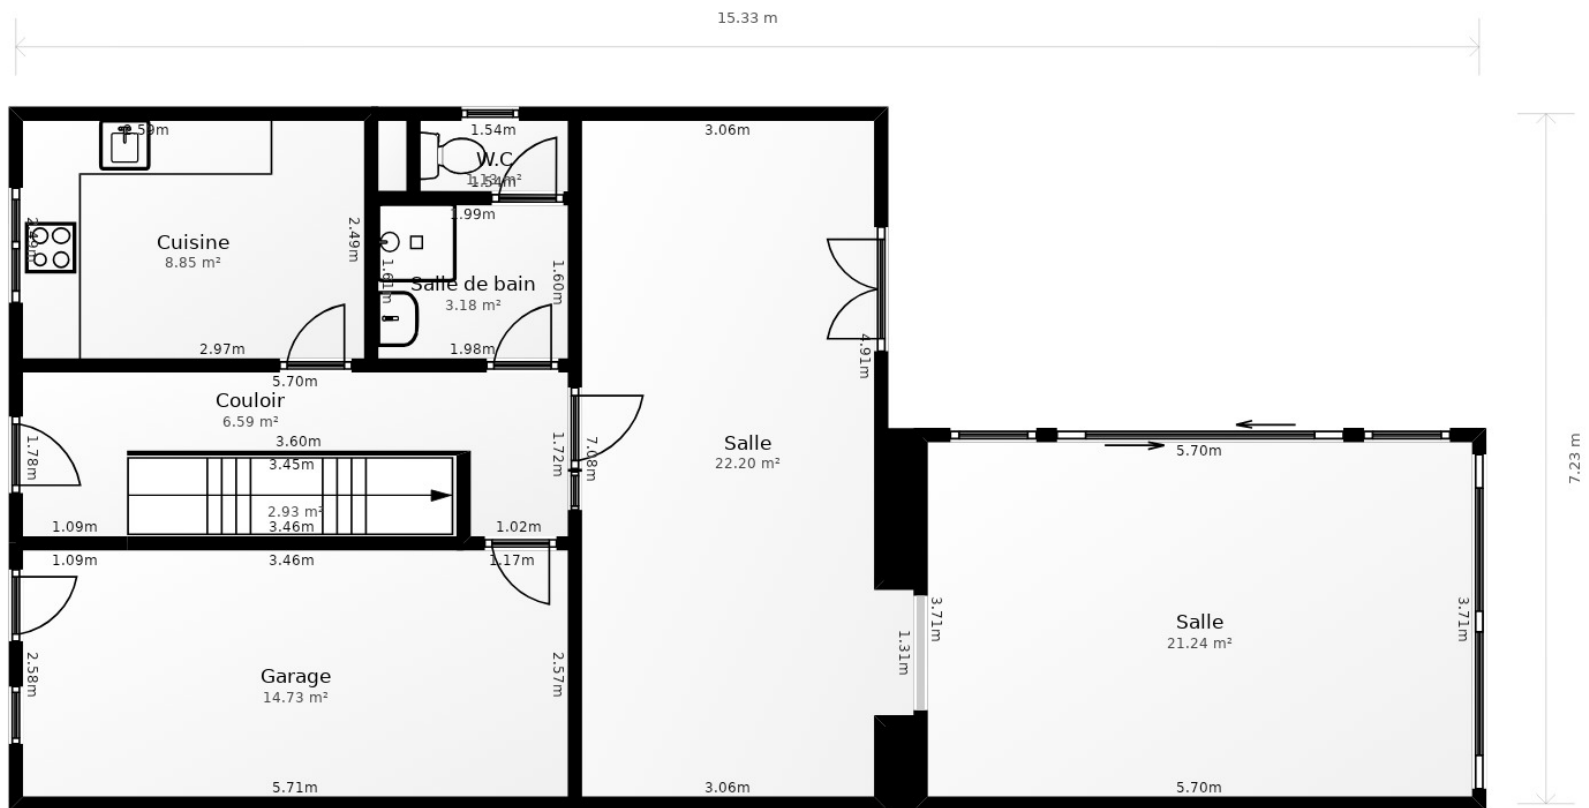 15.33 m
1.54m
3.06m
W.C
1.54m
1.99m
2.49m
Cuisine
8.85 m²
1.61m
1.60m
Salle de bain
3.18 m²
2.97m
1.98m
4.91m
5.70m
Couloir
6.59 m²
3.60m
3.45m
1.78m
1.72m
7.08m
Salle
22.20 m²
5.70m
7.23 m
2.93 m²
3.46m
1.09m
1.02m
1.09m
3.46m
1.17m
3.71m
1.31m
3.71m
Salle
21.24 m²
2.58m
2.57m
Garage
14.73 m²
5.71m
3.06m
5.70m